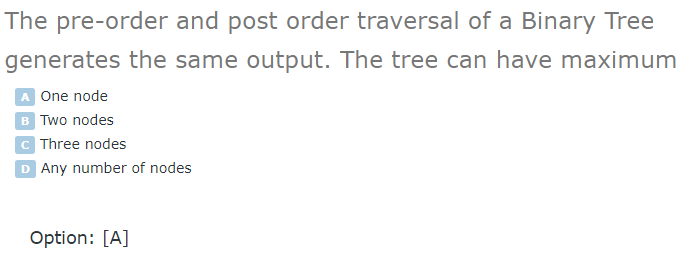 The pre-order and post order traversal of a Binary Tree
generates the same output. The tree can have maximum
A One node
B Two nodes
C Three nodes
D Any number of nodes
Option: [A]